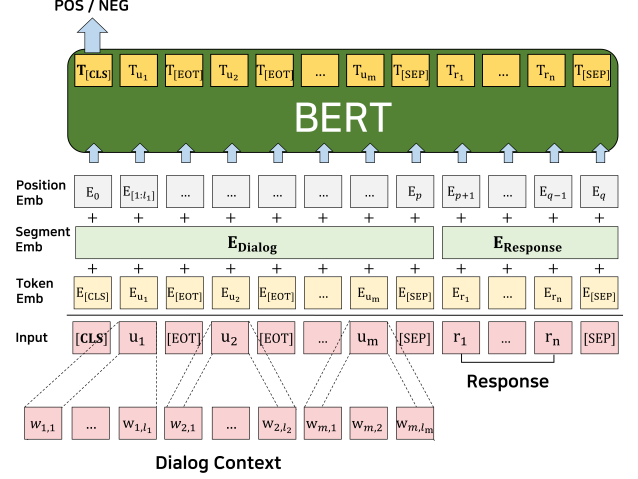 POS / NEG
T[CLS] Tu1 T[EOT] Tu2 T[EOT] ... Tum T[SEP] Tr1 ... Trn T[SEP]
BERT
Position Emb E0 E[1:l1] ... ... ... ... ... Ep Ep+1 ... Eq−1 Eq
+ + + + + + + + + + + +
Segment Emb EDialog EResponse
+ + + + + + + + + + + +
Token Emb E[CLS] Eu1 E[EOT] Eu2 E[EOT] ... Eum E[SEP] Er1 ... Ern E[SEP]
Input [CLS] u1 [EOT] u2 [EOT] ... um [SEP] r1 ... rn [SEP]
Response
w1,1 ... w1,l1 w2,1 ... w2,l2 wm,1 wm,2 wm,lm
Dialog Context